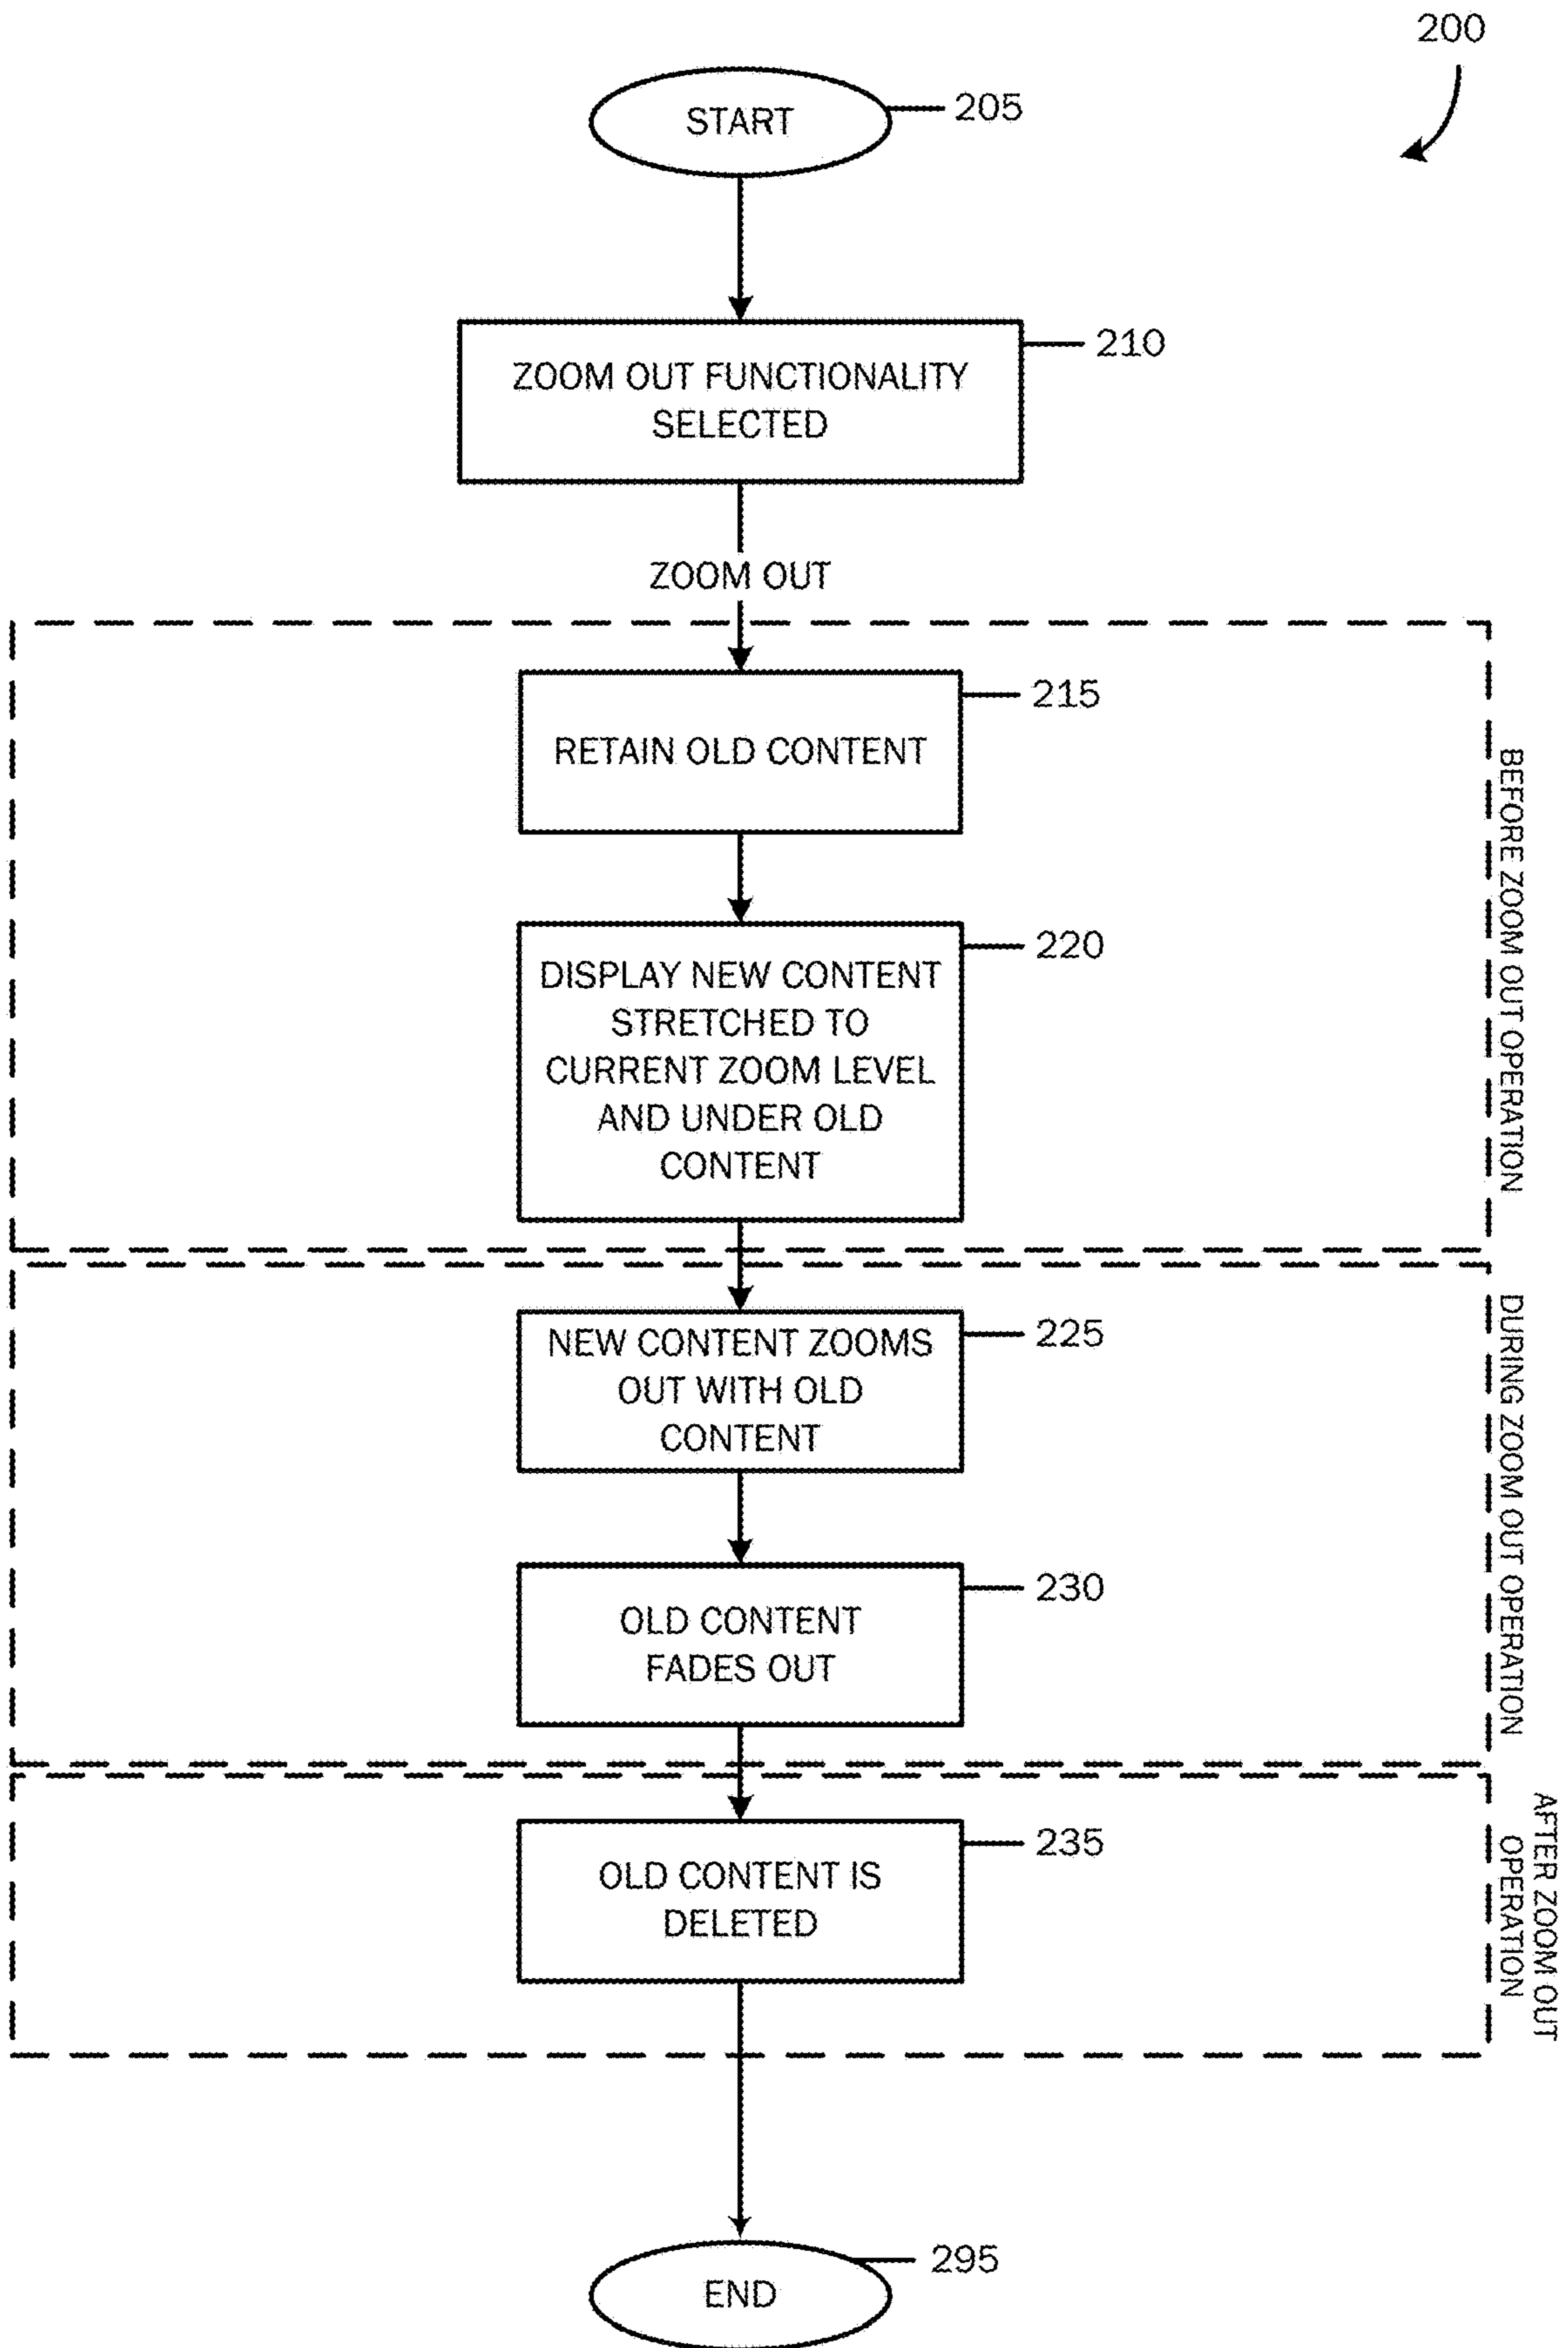 200
START
205
ZOOM OUT FUNCTIONALITY
SELECTED
210
ZOOM OUT
BEFORE ZOOM OUT OPERATION
RETAIN OLD CONTENT
215
DISPLAY NEW CONTENT
STRETCHED TO
CURRENT ZOOM LEVEL
AND UNDER OLD
CONTENT
220
DURING ZOOM OUT OPERATION
NEW CONTENT ZOOMS
OUT WITH OLD
CONTENT
225
OLD CONTENT
FADES OUT
230
AFTER ZOOM OUT
OPERATION
OLD CONTENT IS
DELETED
235
END
295